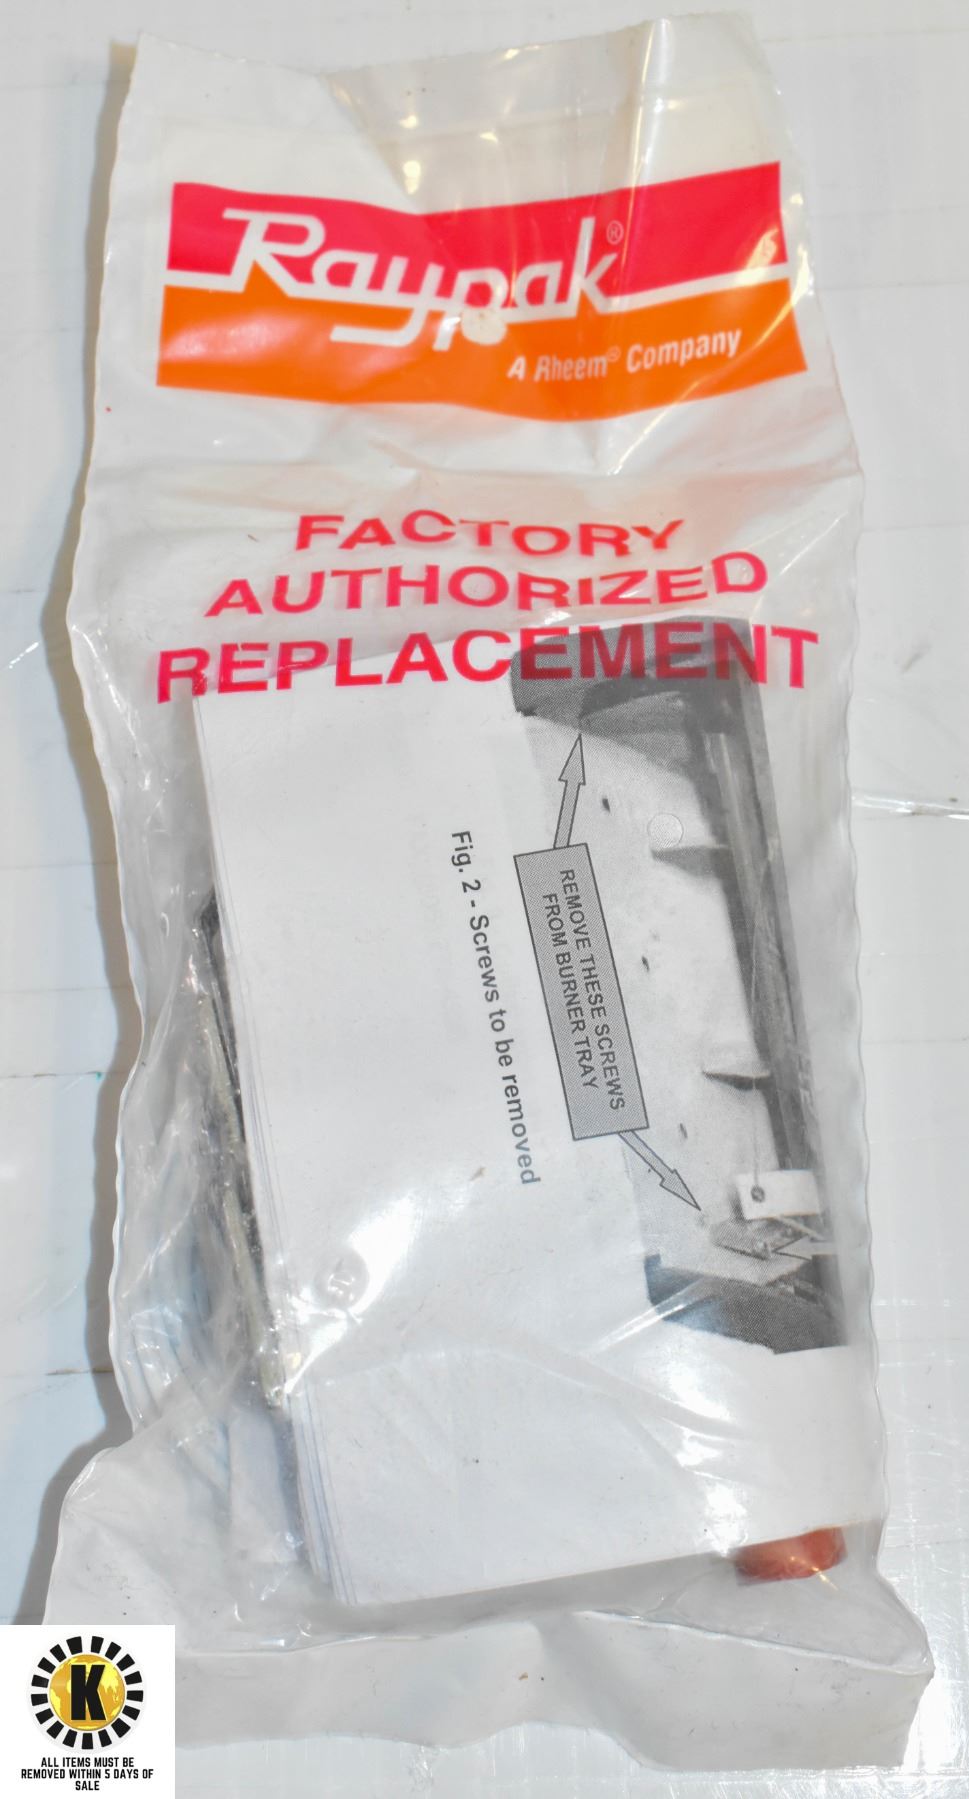 Raypak®
A Rheem® Company
FACTORY
AUTHORIZED
REPLACEMENT
REMOVE THESE SCREWS
FROM BURNER TRAY
Fig. 2 - Screws to be removed
K
ALL ITEMS MUST BE
REMOVED WITHIN 5 DAYS OF
SALE